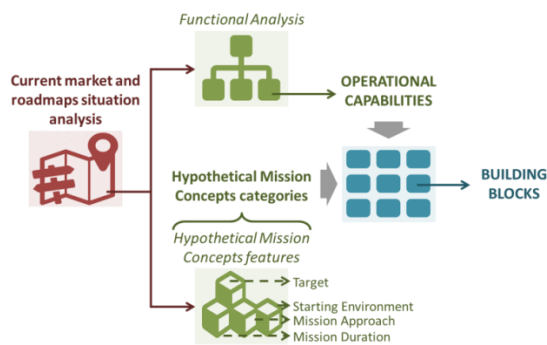 Functional Analysis
Current market and
roadmaps situation
analysis
OPERATIONAL
CAPABILITIES
Hypothetical Mission
Concepts categories
BUILDING
BLOCKS
Hypothetical Mission
Concepts features
Target
Starting Environment
Mission Approach
Mission Duration